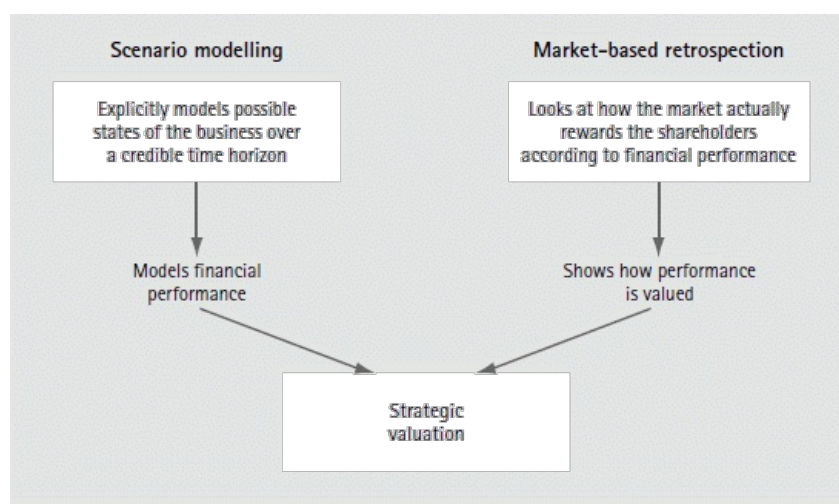 Scenario modelling
Explicitly models possible
states of the business over
a credible time horizon
Models financial
performance
Market-based retrospection
Looks at how the market actually
rewards the shareholders
according to financial performance
Shows how performance
is valued
Strategic
valuation